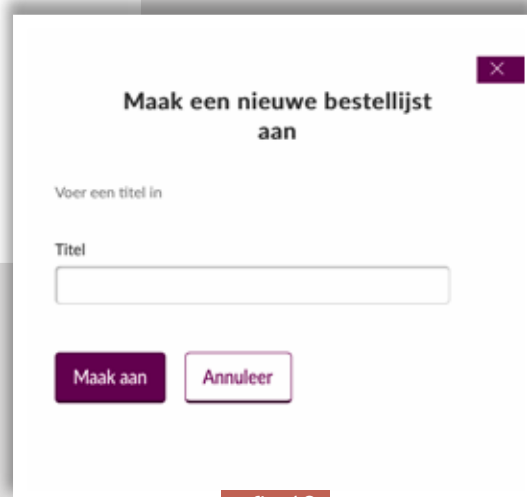 Maak een nieuwe bestellijst
aan
Voer een titel in
Titel
Maak aan
Annuleer